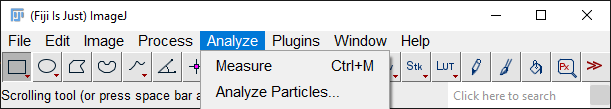 (Fiji Is Just) ImageJ
File Edit Image Process Analyze Plugins Window Help
Stk LUT Px >>
Measure Ctrl+M
Scrolling tool (or press space bar a
Click here to search
Analyze Particles...